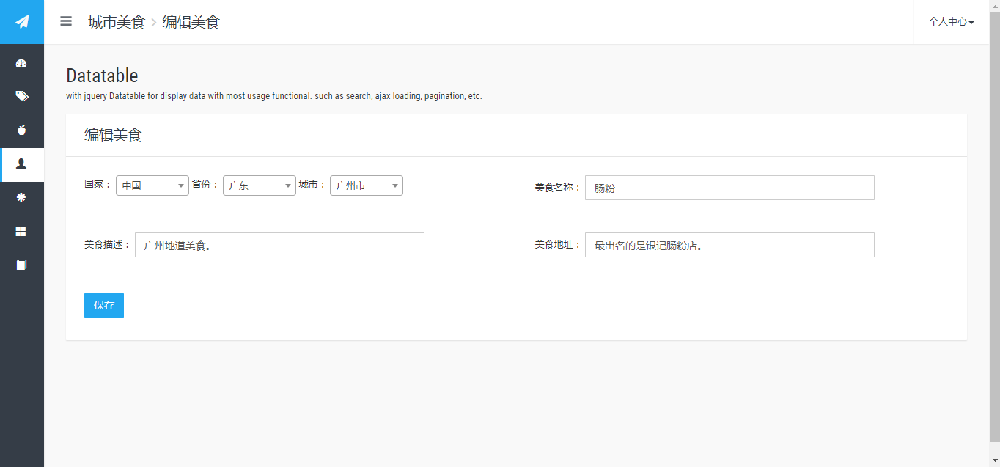 城市美食 > 编辑美食
个人中心
Datatable
with jquery Datatable for display data with most usage functional. such as search, ajax loading, pagination, etc.
编辑美食
国家： 中国 省份： 广东 城市： 广州市
美食名称： 肠粉
美食描述： 广州地道美食。
美食地址： 最出名的是银记肠粉店。
保存